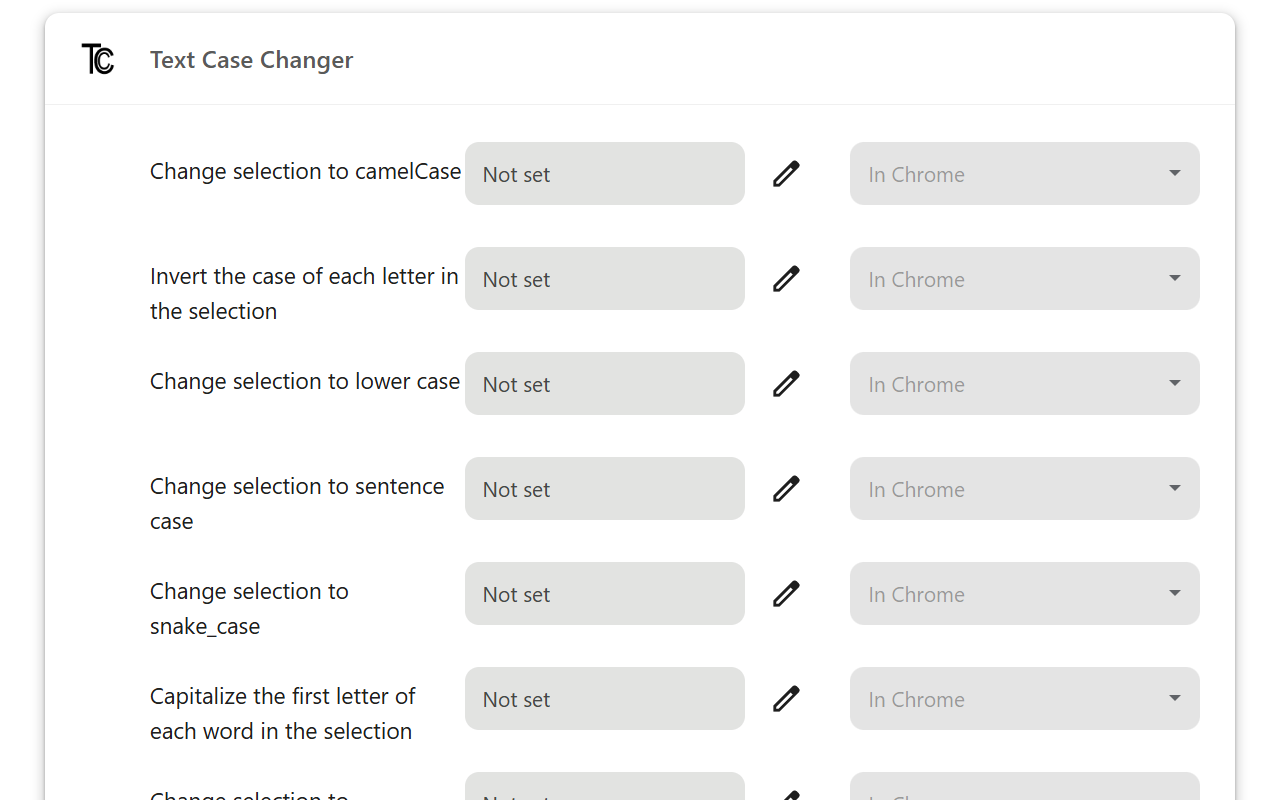 TC
Text Case Changer
Change selection to camelCase
Not set
In Chrome
Invert the case of each letter in
the selection
Not set
In Chrome
Change selection to lower case
Not set
In Chrome
Change selection to sentence
case
Not set
In Chrome
Change selection to
snake_case
Not set
In Chrome
Capitalize the first letter of
each word in the selection
Not set
In Chrome
Change selection to